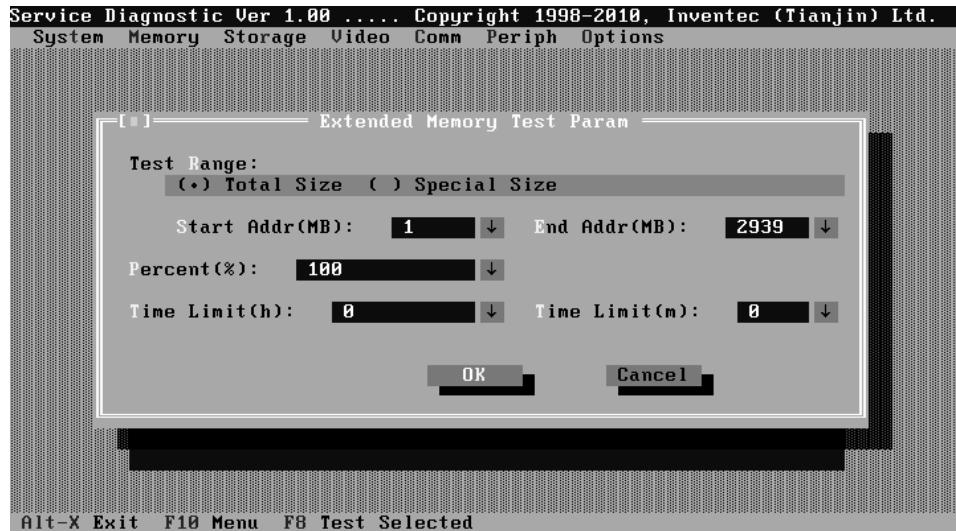 Service Diagnostic Ver 1.00 ..... Copyright 1998-2010, Inventec (Tianjin) Ltd.
System Memory Storage Video Comm Periph Options
[■] Extended Memory Test Param
Test Range:
(•) Total Size ( ) Special Size
Start Addr(MB): 1 ↓ End Addr(MB): 2939 ↓
Percent(%): 100 ↓
Time Limit(h): 0 ↓ Time Limit(m): 0 ↓
OK Cancel
Alt-X Exit F10 Menu F8 Test Selected